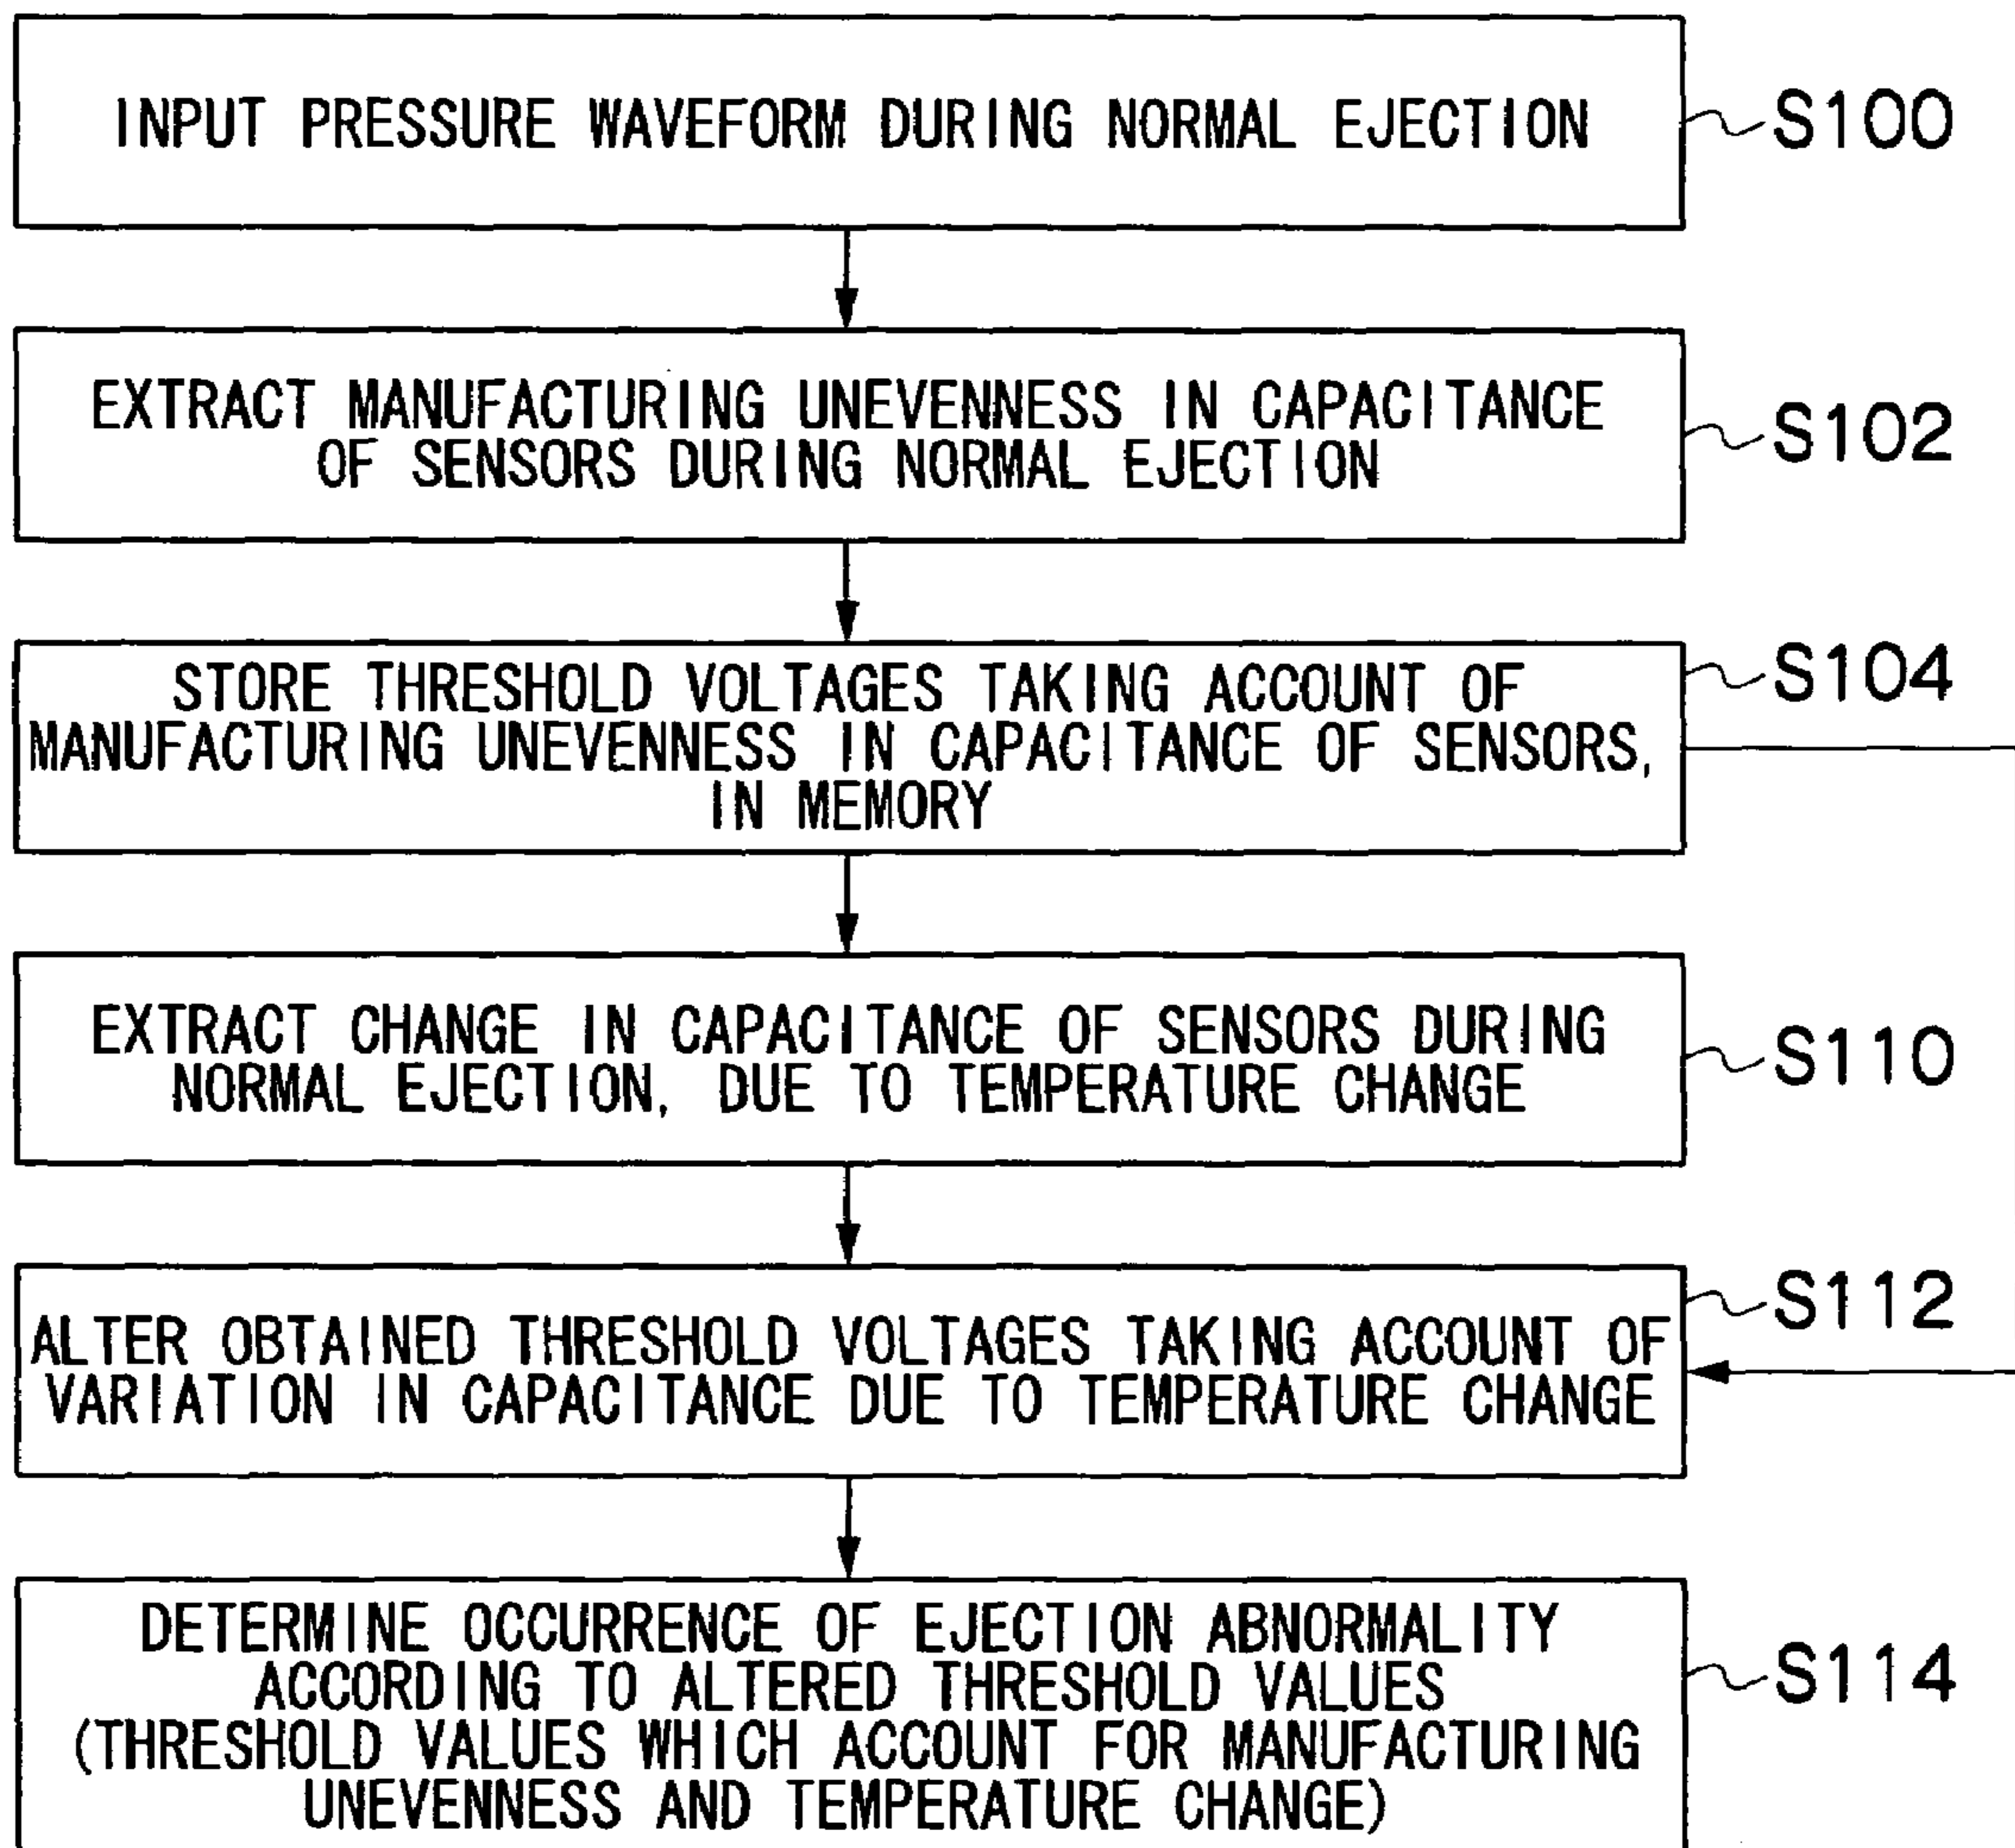 INPUT PRESSURE WAVEFORM DURING NORMAL EJECTION
S100
EXTRACT MANUFACTURING UNEVENNESS IN CAPACITANCE
OF SENSORS DURING NORMAL EJECTION
S102
STORE THRESHOLD VOLTAGES TAKING ACCOUNT OF
MANUFACTURING UNEVENNESS IN CAPACITANCE OF SENSORS,
IN MEMORY
S104
EXTRACT CHANGE IN CAPACITANCE OF SENSORS DURING
NORMAL EJECTION, DUE TO TEMPERATURE CHANGE
S110
ALTER OBTAINED THRESHOLD VOLTAGES TAKING ACCOUNT OF
VARIATION IN CAPACITANCE DUE TO TEMPERATURE CHANGE
S112
DETERMINE OCCURRENCE OF EJECTION ABNORMALITY
ACCORDING TO ALTERED THRESHOLD VALUES
(THRESHOLD VALUES WHICH ACCOUNT FOR MANUFACTURING
UNEVENNESS AND TEMPERATURE CHANGE)
S114